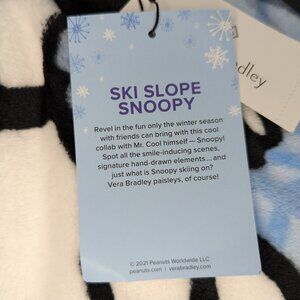 SKI SLOPE
SNOOPY
Revel in the fun only the winter season
with friends can bring with this cool
collab with Mr. Cool himself — Snoopy!
Spot all the smile-inducing scenes,
signature hand-drawn elements ... and
just what is Snoopy skiing on?
Vera Bradley paisleys, of course!
© 2021 Peanuts Worldwide LLC
peanuts.com | verabradley.com
dley